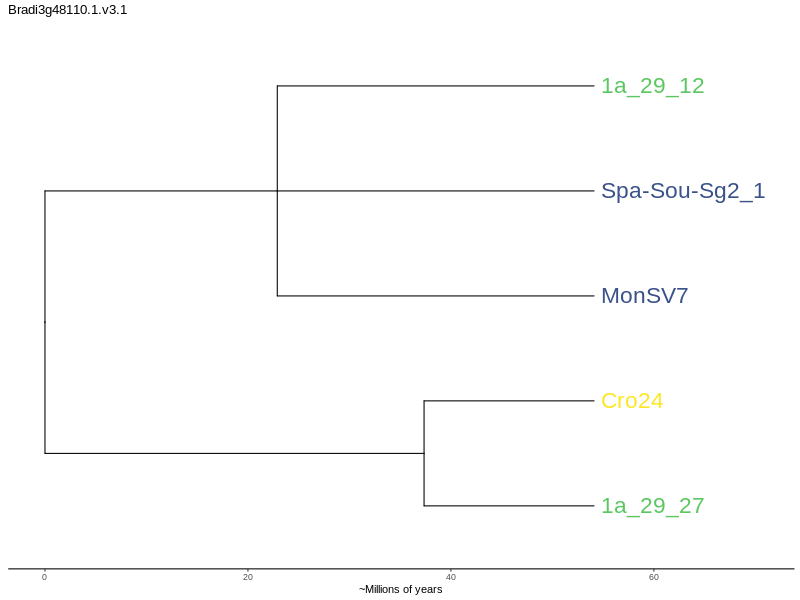 Bradi3g48110.1.v3.1
1a_29_12
Spa-Sou-Sg2_1
MonSV7
Cro24
1a_29_27
0 20 40 60
~Millions of years